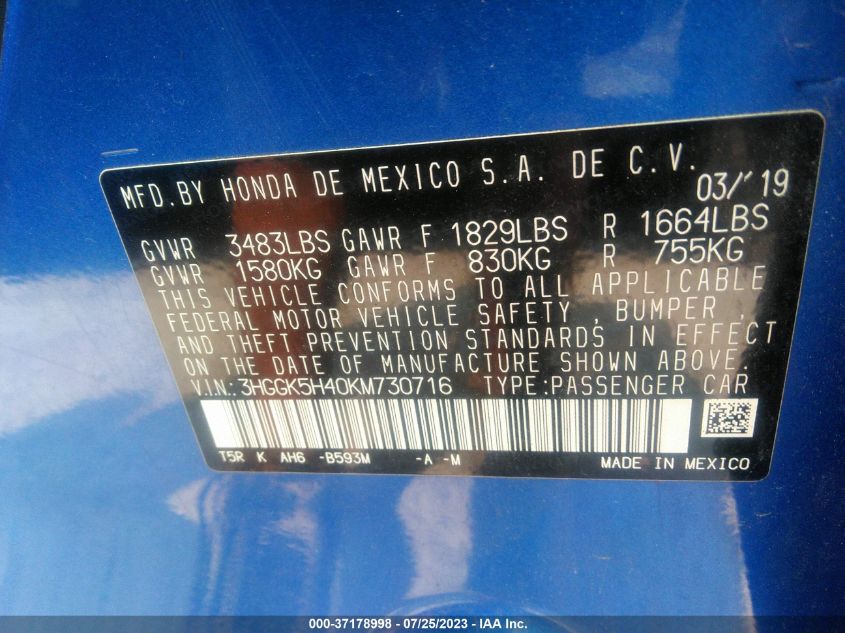 MFD.BY HONDA DE MEXICO S.A. DE C.V.
03/'19
GVWR 3483LBS GAWR F 1829LBS R 1664LBS
GVWR 1580KG GAWR F 830KG R 755KG
THIS VEHICLE CONFORMS TO ALL APPLICABLE
FEDERAL MOTOR VEHICLE SAFETY , BUMPER ,
AND THEFT PREVENTION STANDARDS IN EFFECT
ON THE DATE OF MANUFACTURE SHOWN ABOVE.
V.I.N.: 3HGGK5H40KM730716 TYPE:PASSENGER CAR
T5R K AH6 -B593M -A -M
MADE IN MEXICO
000-37178998 - 07/25/2023 - IAA Inc.